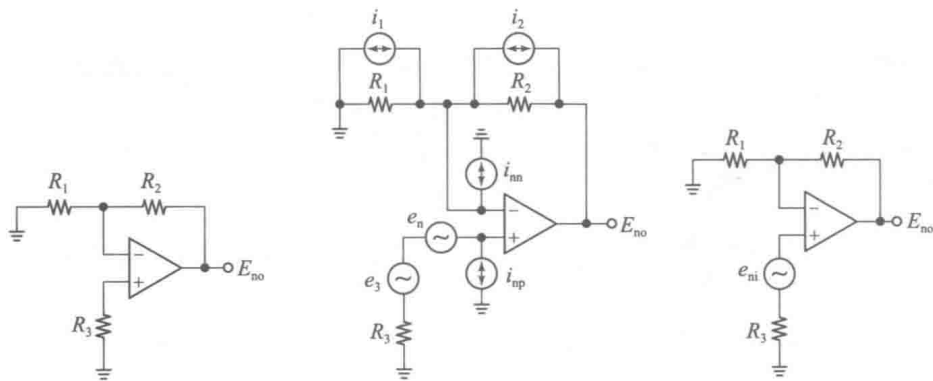 R1
R2
−
+
R3
Eno
i1
i2
R1
R2
inn
−
+
en
e3
inp
R3
Eno
R1
R2
−
+
eni
R3
Eno